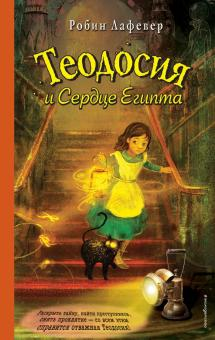 Робин Лафевер
Теодосия
и Сердце Египта
Раскрыть тайну, найти преступника,
снять проклятие – со всем этим
справится отважная Теодосия!